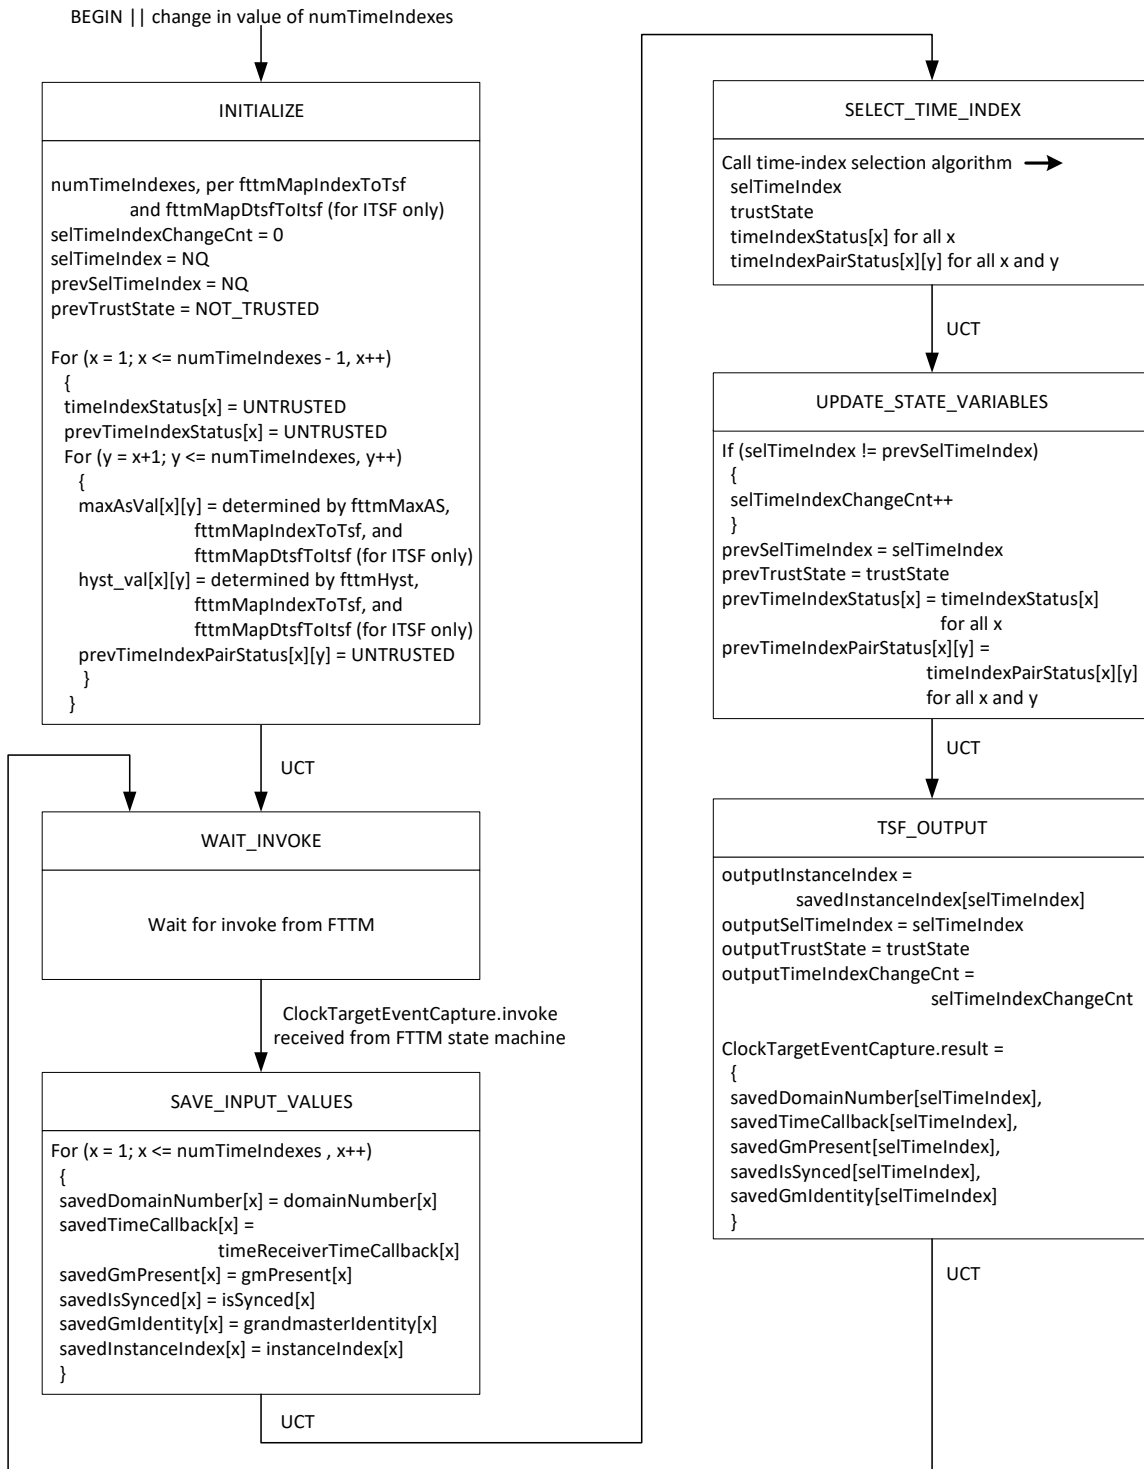 BEGIN || change in value of numTimeIndexes
INITIALIZE
numTimeIndexes, per fttmMapIndexToTsf
and fttmMapDtsfToItsf (for ITSF only)
selTimeIndexChangeCnt = 0
selTimeIndex = NQ
prevSelTimeIndex = NQ
prevTrustState = NOT_TRUSTED
For (x = 1; x <= numTimeIndexes - 1, x++)
{
timeIndexStatus[x] = UNTRUSTED
prevTimeIndexStatus[x] = UNTRUSTED
For (y = x+1; y <= numTimeIndexes, y++)
{
maxAsVal[x][y] = determined by fttmMaxAS,
fttmMapIndexToTsf, and
fttmMapDtsfToItsf (for ITSF only)
hyst_val[x][y] = determined by fttmHyst,
fttmMapIndexToTsf, and
fttmMapDtsfToItsf (for ITSF only)
prevTimeIndexPairStatus[x][y] = UNTRUSTED
}
}
UCT
WAIT_INVOKE
Wait for invoke from FTTM
ClockTargetEventCapture.invoke
received from FTTM state machine
SAVE_INPUT_VALUES
For (x = 1; x <= numTimeIndexes , x++)
{
savedDomainNumber[x] = domainNumber[x]
savedTimeCallback[x] =
timeReceiverTimeCallback[x]
savedGmPresent[x] = gmPresent[x]
savedIsSynced[x] = isSynced[x]
savedGmIdentity[x] = grandmasterIdentity[x]
savedInstanceIndex[x] = instanceIndex[x]
}
UCT
SELECT_TIME_INDEX
Call time-index selection algorithm
selTimeIndex
trustState
timeIndexStatus[x] for all x
timeIndexPairStatus[x][y] for all x and y
UCT
UPDATE_STATE_VARIABLES
If (selTimeIndex != prevSelTimeIndex)
{
selTimeIndexChangeCnt++
}
prevSelTimeIndex = selTimeIndex
prevTrustState = trustState
prevTimeIndexStatus[x] = timeIndexStatus[x]
for all x
prevTimeIndexPairStatus[x][y] =
timeIndexPairStatus[x][y]
for all x and y
UCT
TSF_OUTPUT
outputInstanceIndex =
savedInstanceIndex[selTimeIndex]
outputSelTimeIndex = selTimeIndex
outputTrustState = trustState
outputTimeIndexChangeCnt =
selTimeIndexChangeCnt
ClockTargetEventCapture.result =
{
savedDomainNumber[selTimeIndex],
savedTimeCallback[selTimeIndex],
savedGmPresent[selTimeIndex],
savedIsSynced[selTimeIndex],
savedGmIdentity[selTimeIndex]
}
UCT